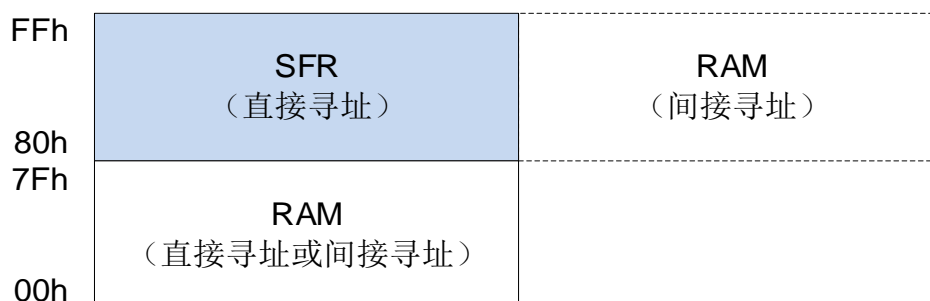 FFh
SFR
（直接寻址）
RAM
（间接寻址）
80h
7Fh
RAM
（直接寻址或间接寻址）
00h